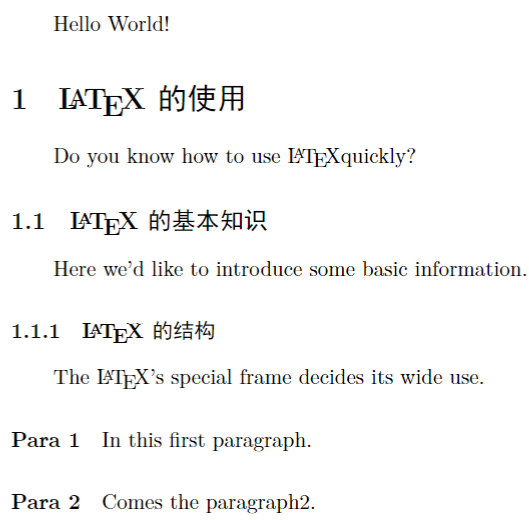 Hello World!
1 LATEX 的使用
Do you know how to use LATEXquickly?
1.1 LATEX 的基本知识
Here we'd like to introduce some basic information.
1.1.1 LATEX 的结构
The LATEX's special frame decides its wide use.
Para 1 In this first paragraph.
Para 2 Comes the paragraph2.